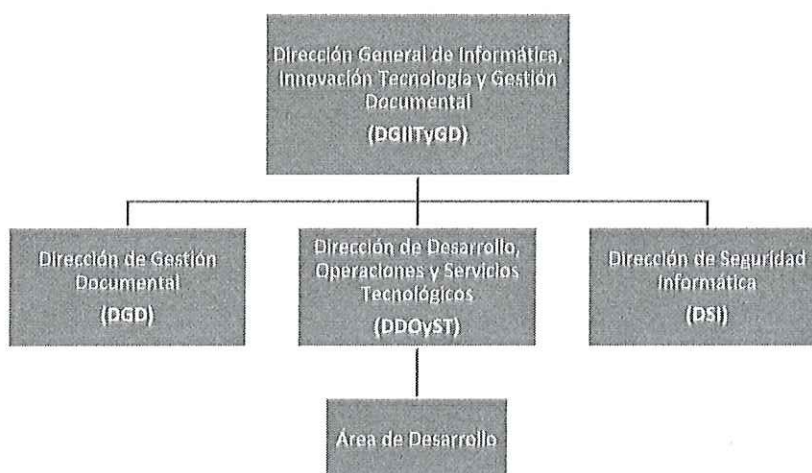 Dirección General de Informática,
Innovación Tecnología y Gestión
Documental
(DGIITyGD)
Dirección de Gestión
Documental
(DGD)
Dirección de Desarrollo,
Operaciones y Servicios
Tecnológicos
(DDOyST)
Dirección de Seguridad
Informática
(DSI)
Área de Desarrollo